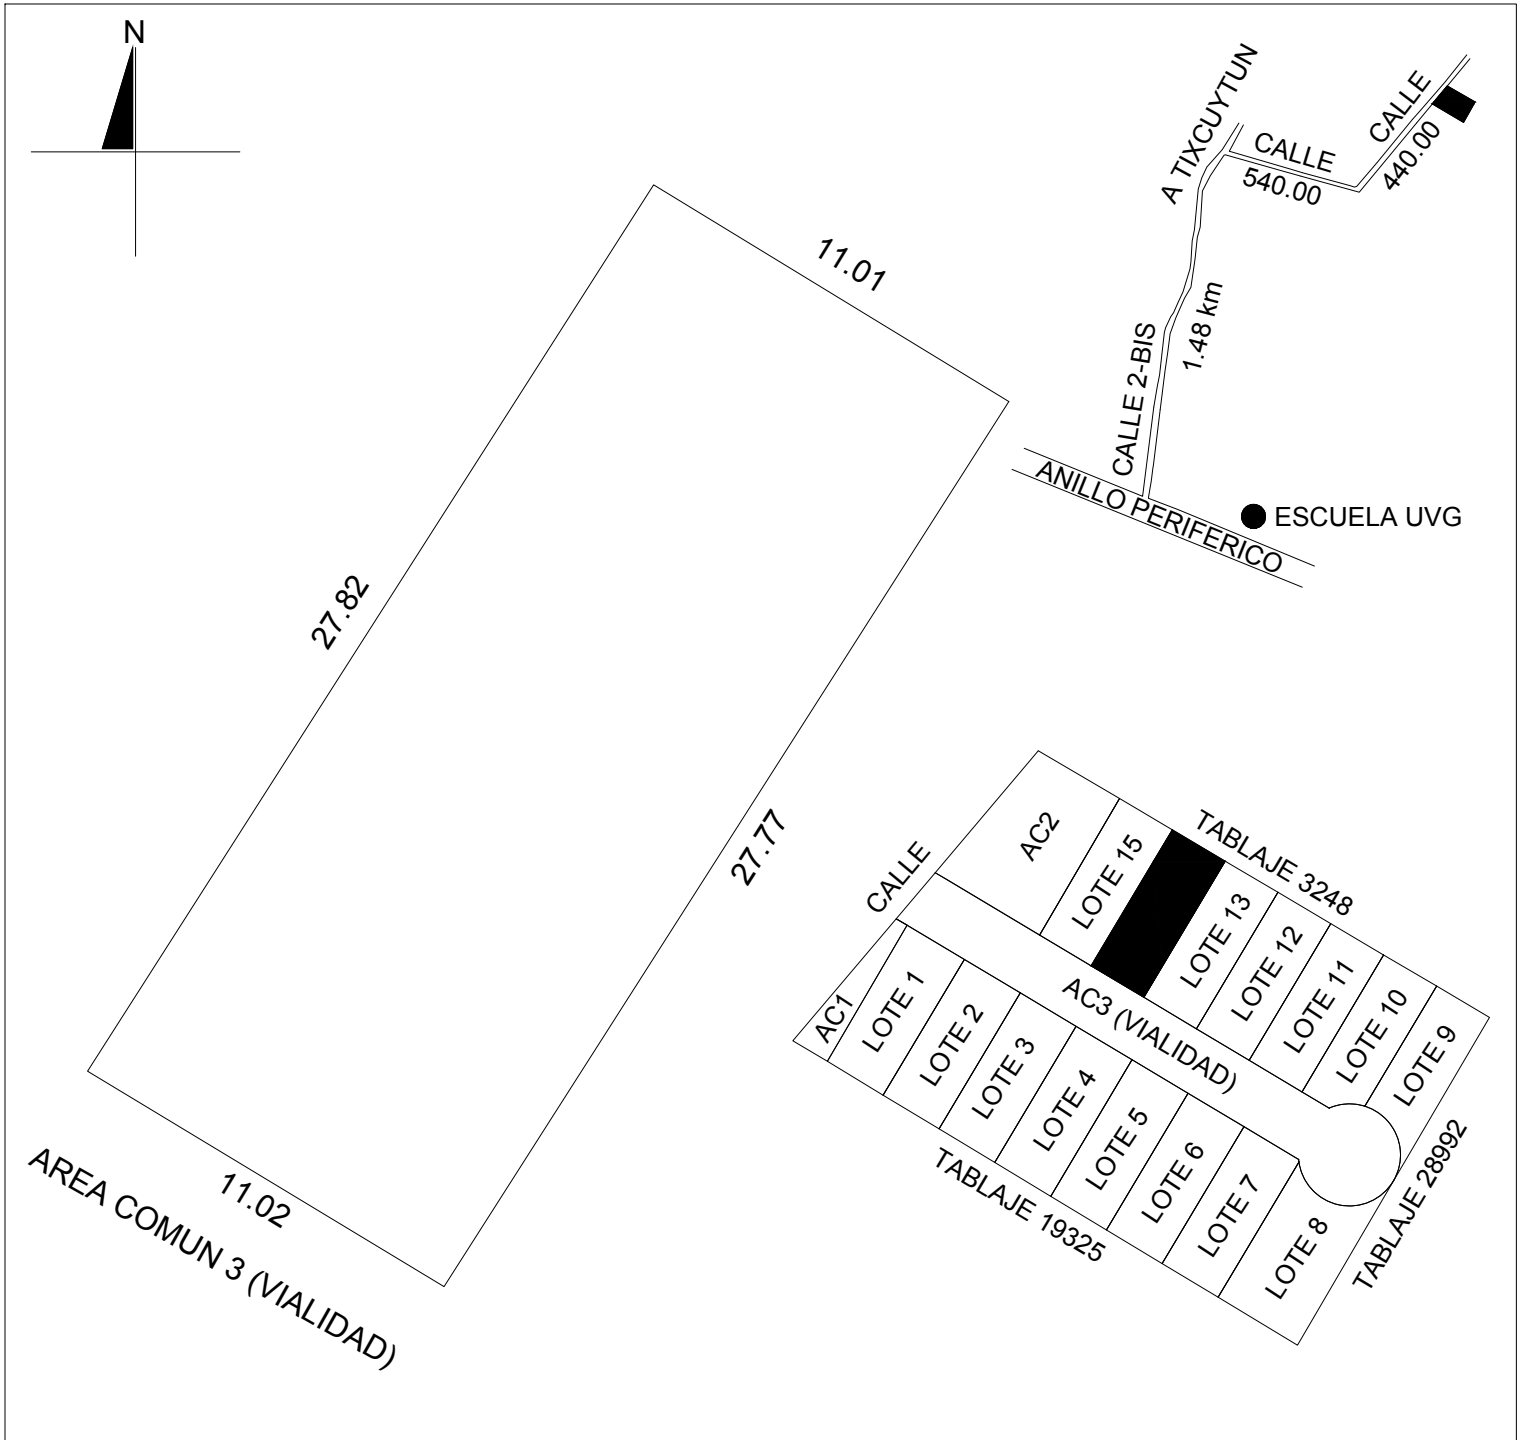 N
A TIXCUYTUN
CALLE
540.00
CALLE
440.00
1.48 km
CALLE 2-BIS
ANILLO PERIFERICO
ESCUELA UVG
11.01
27.82
27.77
11.02
AREA COMUN 3 (VIALIDAD)
CALLE
AC2
LOTE 15
TABLAJE 3248
LOTE 13
LOTE 12
LOTE 11
LOTE 10
LOTE 9
AC3 (VIALIDAD)
AC1
LOTE 1
LOTE 2
LOTE 3
LOTE 4
LOTE 5
LOTE 6
LOTE 7
LOTE 8
TABLAJE 19325
TABLAJE 28992